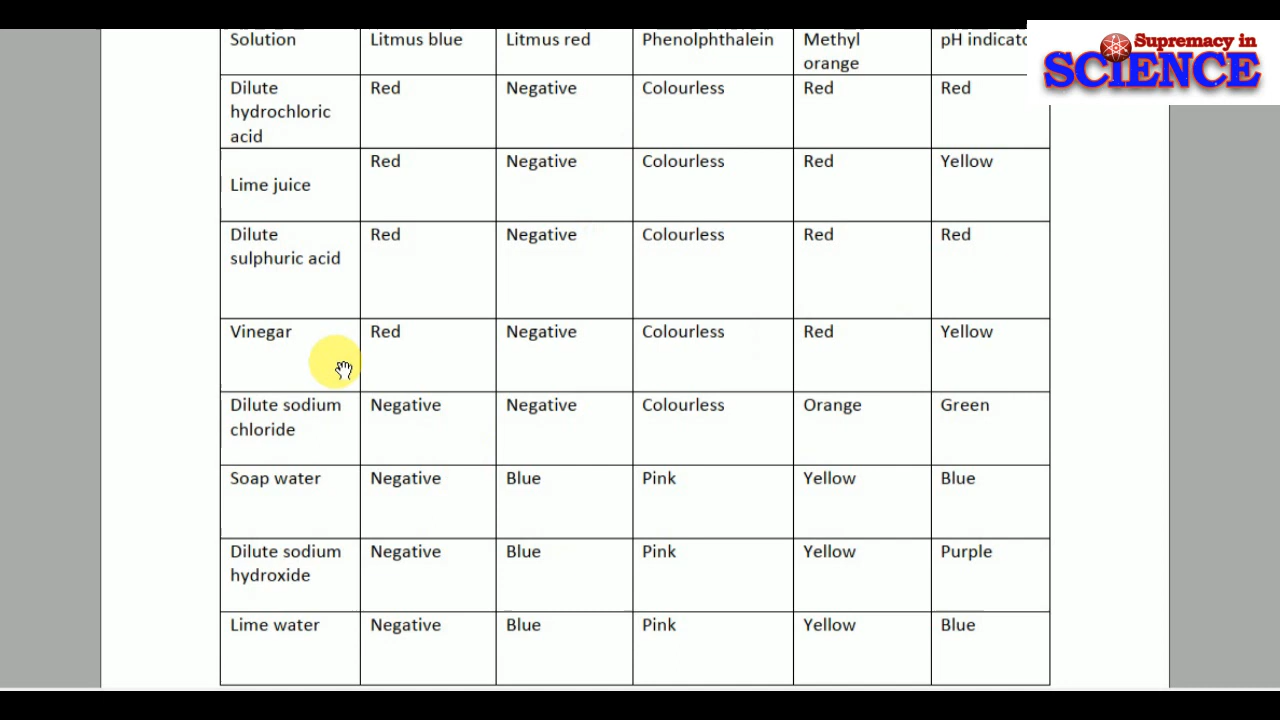 Supremacy in
SCIENCE
Solution Litmus blue Litmus red Phenolphthalein Methyl orange
Dilute hydrochloric acid Red Negative Colourless Red Red
Lime juice Red Negative Colourless Red Yellow
Dilute sulphuric acid Red Negative Colourless Red Red
Vinegar Red Negative Colourless Red Yellow
Dilute sodium chloride Negative Negative Colourless Orange Green
Soap water Negative Blue Pink Yellow Blue
Dilute sodium hydroxide Negative Blue Pink Yellow Purple
Lime water Negative Blue Pink Yellow Blue